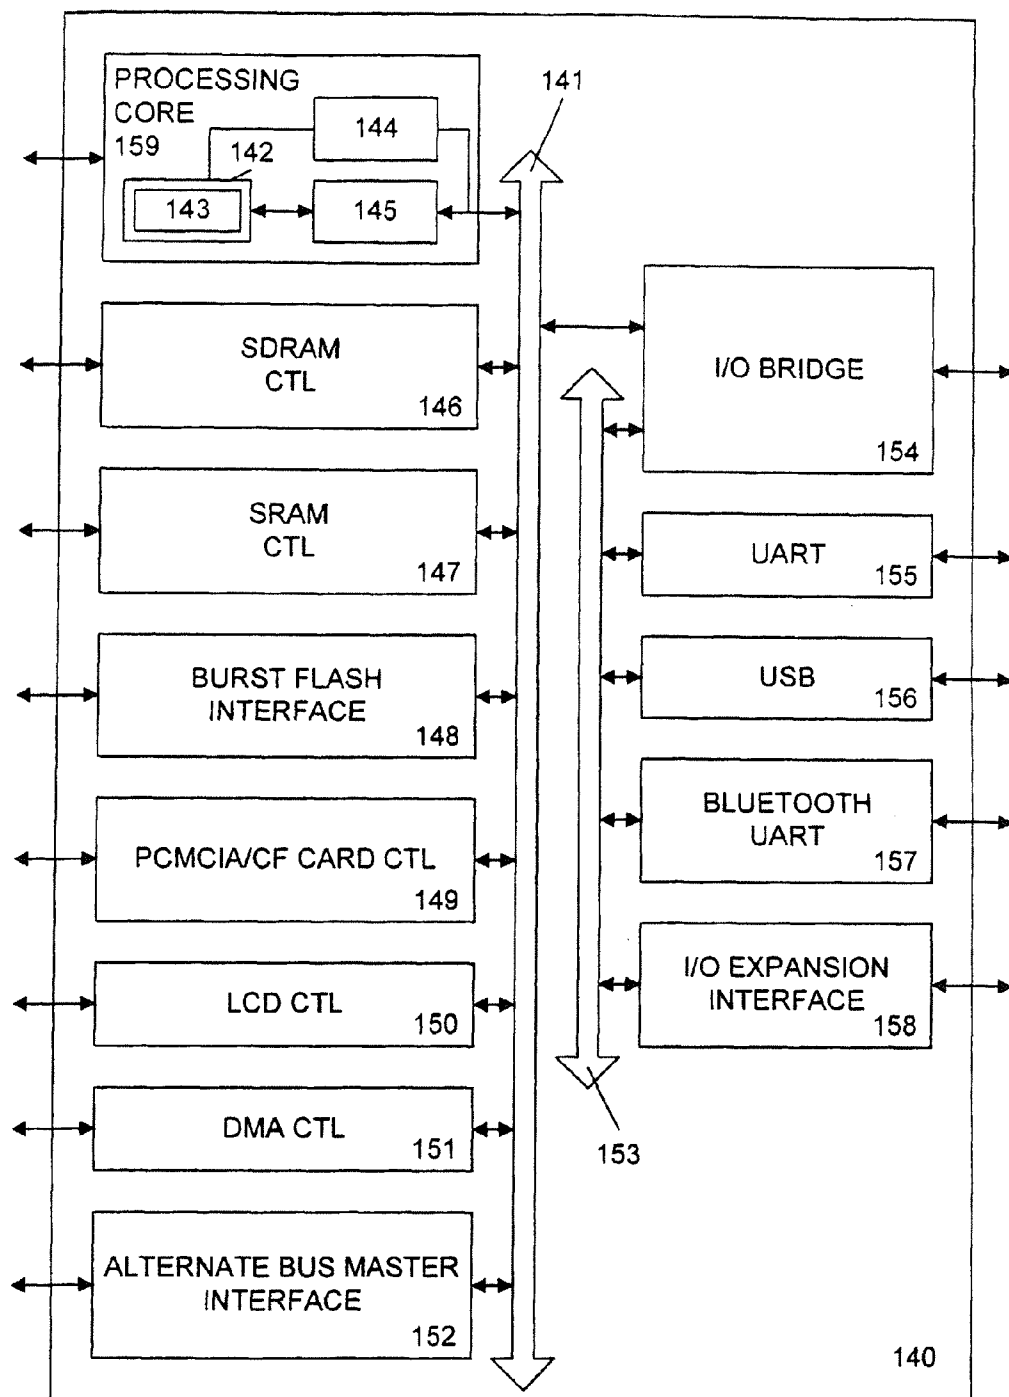 PROCESSING
CORE
159
142
144
143
145
141
SDRAM
CTL
146
SRAM
CTL
147
BURST FLASH
INTERFACE
148
PCMCIA/CF CARD CTL
149
LCD CTL
150
DMA CTL
151
ALTERNATE BUS MASTER
INTERFACE
152
I/O BRIDGE
154
UART
155
USB
156
BLUETOOTH
UART
157
I/O EXPANSION
INTERFACE
158
153
140